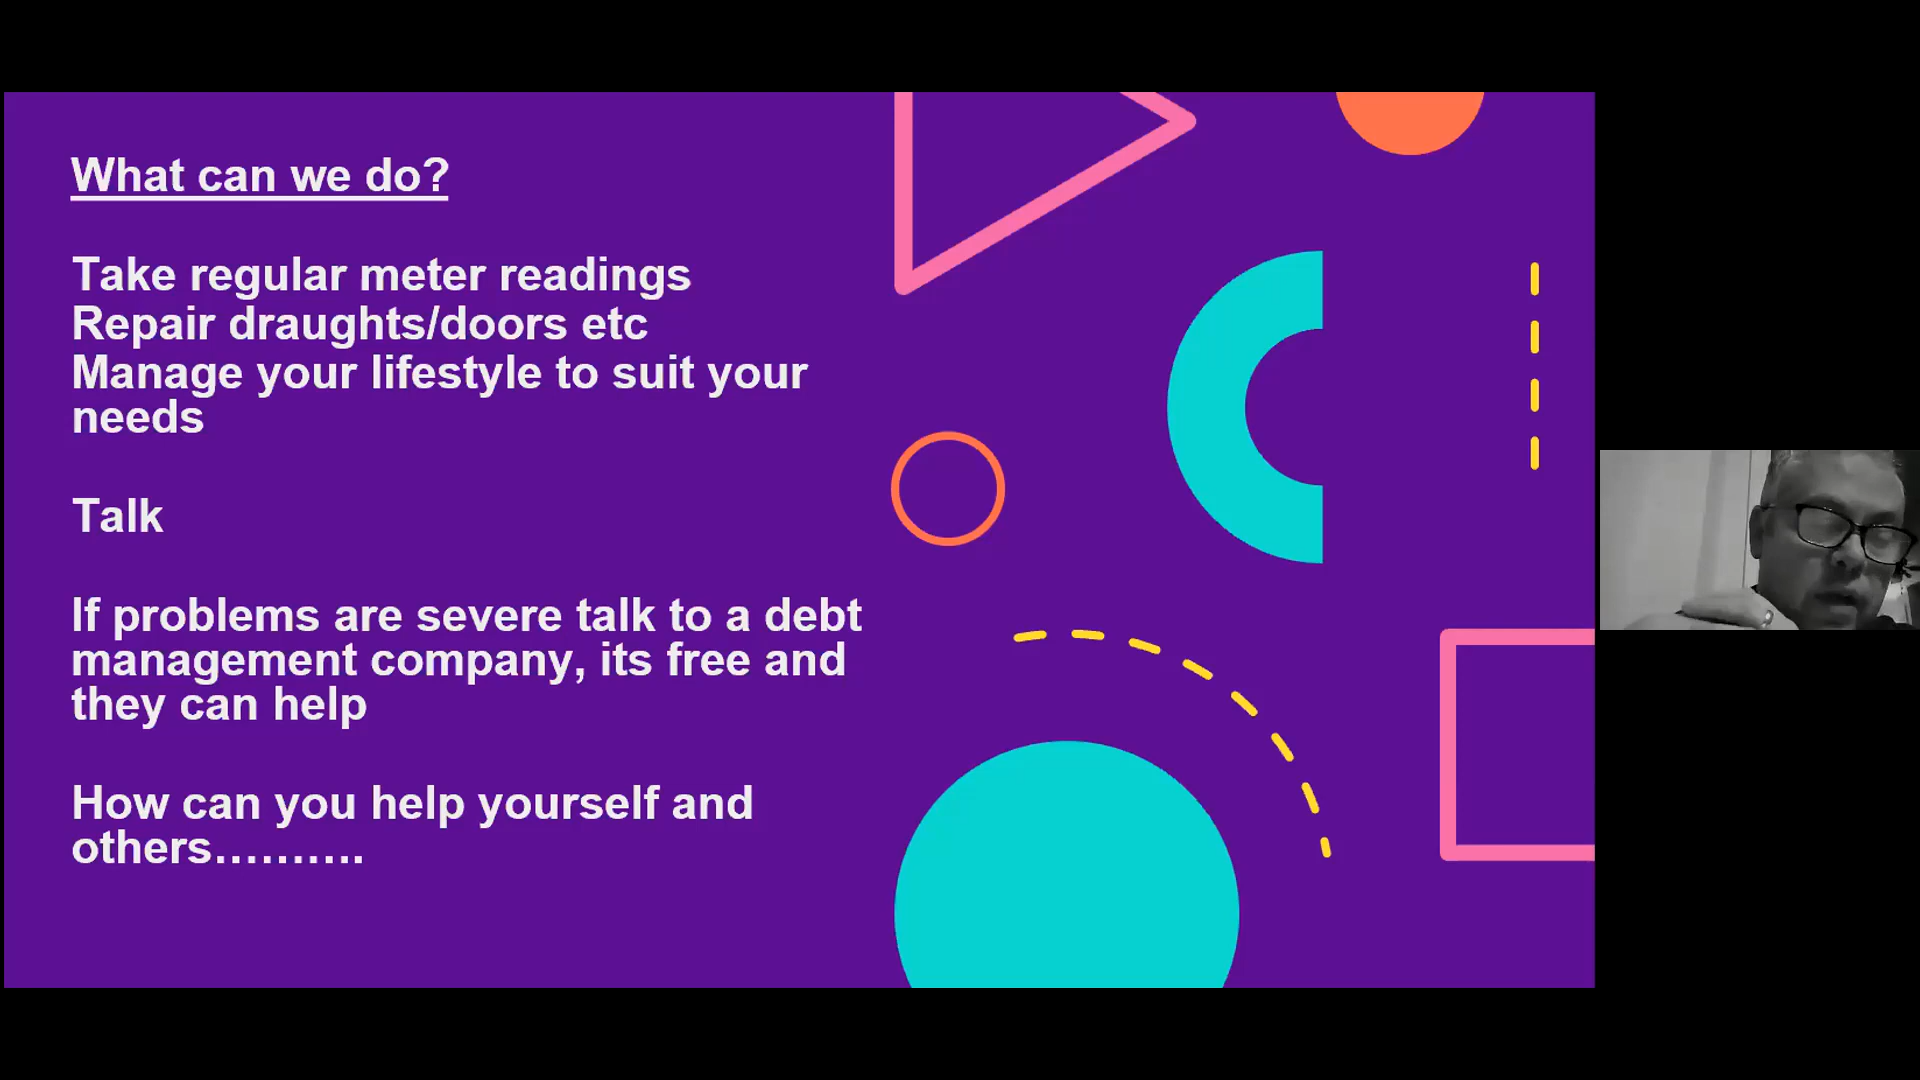 What can we do?
Take regular meter readings
Repair draughts/doors etc
Manage your lifestyle to suit your
needs
Talk
If problems are severe talk to a debt
management company, its free and
they can help
How can you help yourself and
others..........